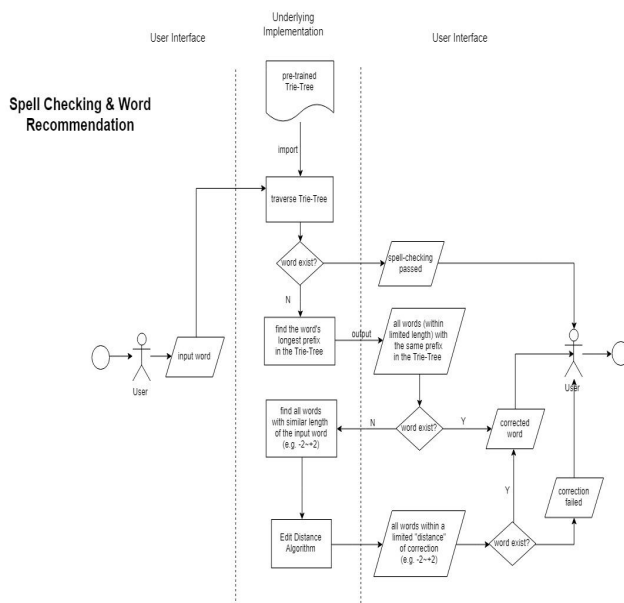 User Interface
Underlying
Implementation
User Interface
Spell Checking & Word
Recommendation
pre-trained
Trie-Tree
import
traverse Trie-Tree
word exist?
spell-checking
passed
N
find the word's
longest prefix
in the Trie-Tree
output
all words (within
limited length) with
the same prefix
in the Trie-Tree
input word
User
User
find all words
with similar length
of the input word
(e.g. -2~+2)
N
word exist?
Y
corrected
word
Y
correction
failed
Edit Distance
Algorithm
all words within a
limited "distance"
of correction
(e.g. -2~+2)
word exist?